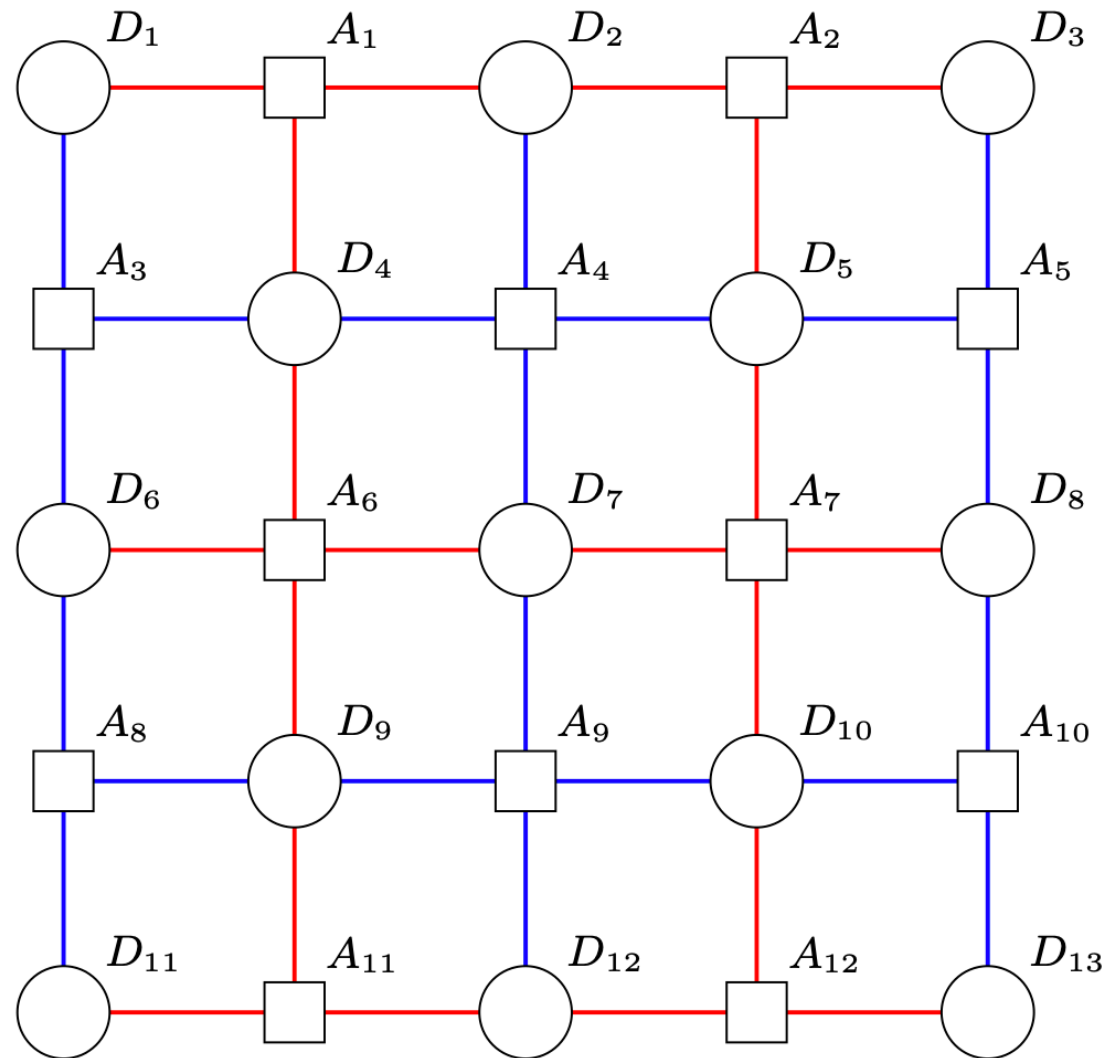 D₁ A₁ D₂ A₂ D₃
A₃ D₄ A₄ D₅ A₅
D₆ A₆ D₇ A₇ D₈
A₈ D₉ A₉ D₁₀ A₁₀
D₁₁ A₁₁ D₁₂ A₁₂ D₁₃